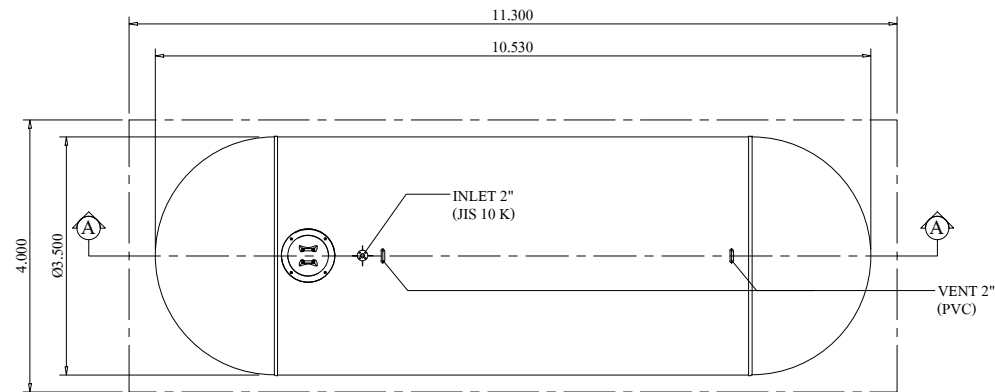 11.300
10.530
INLET 2"
(JIS 10 K)
A
A
4.000
Ø3.500
VENT 2"
(PVC)